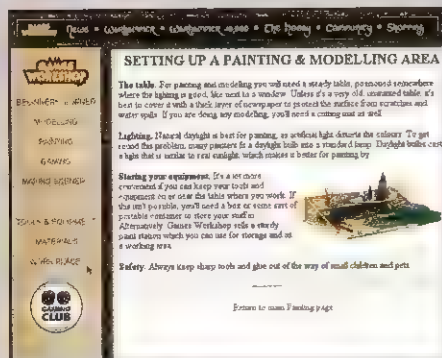 News • Warhammer • Warhammer 40,000 • The Hobby • Community • Shopping
GAMES
WORKSHOP
MODELLING
PAINTING
GAMING
MATERIALS
WORKPLACE
GAMING
CLUB
SETTING UP A PAINTING & MODELLING AREA
The table. For painting and modelling you will need a steady table, positioned somewhere
where the lighting is good, like next to a window. Unless it's a very old, unwanted table, it's
best to cover it with a thick layer of newspaper to protect the surface from scratches and
water spills. If you are doing any modelling, you'll need a cutting mat as well.
Lighting. Natural daylight is best for painting, as artificial light distorts the colours. To get
round this problem, many painters fit a daylight bulb into a standard lamp. Daylight bulbs cast
a light that is similar to real sunlight, which makes it better for painting by.
Storing your equipment. It's a lot more
convenient if you can keep your tools and
equipment on or near the table where you work. If
this isn't possible, you'll need a box or some sort of
portable container to store your stuff in.
Alternatively Games Workshop sells a sturdy
paint station which you can use for storage and as
a working area.
Safety. Always keep sharp tools and glue out of the way of small children and pets.
Return to main Painting page